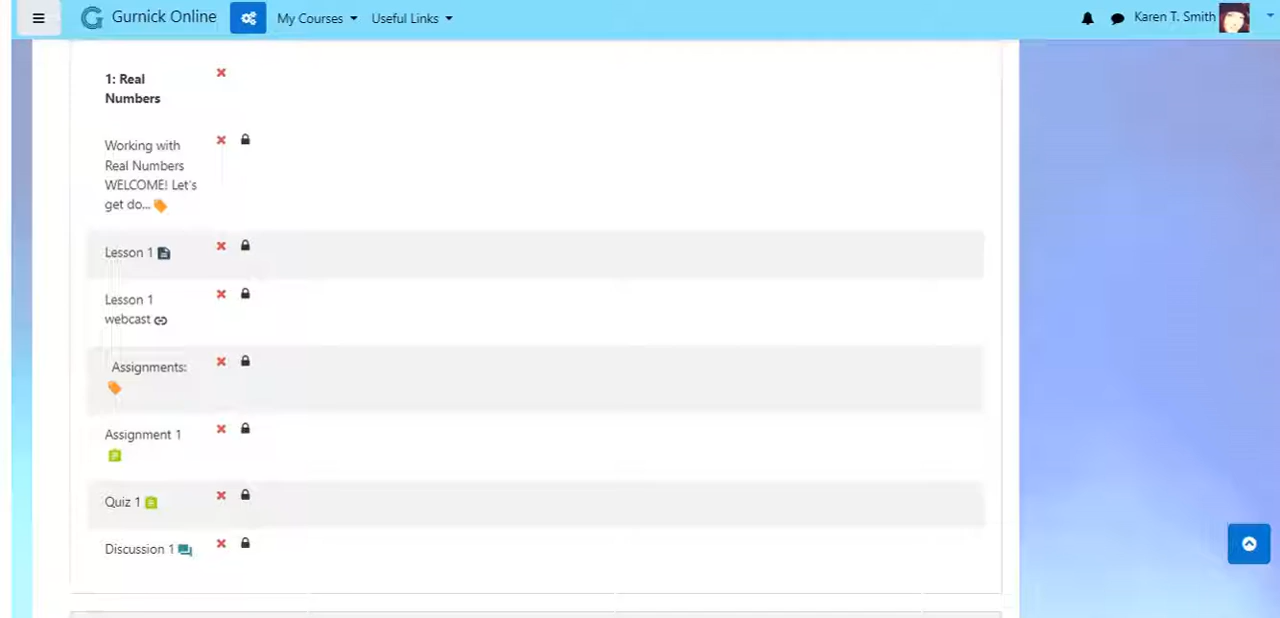 Gurnick Online
My Courses
Useful Links
Karen T. Smith
1: Real
Numbers
Working with
Real Numbers
WELCOME! Let's
get do...
Lesson 1
Lesson 1
webcast
Assignments:
Assignment 1
Quiz 1
Discussion 1